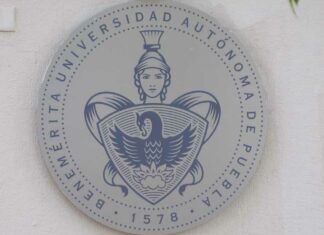 BENEMÉRITA UNIVERSIDAD AUTÓNOMA DE PUEBLA
· 1578 ·